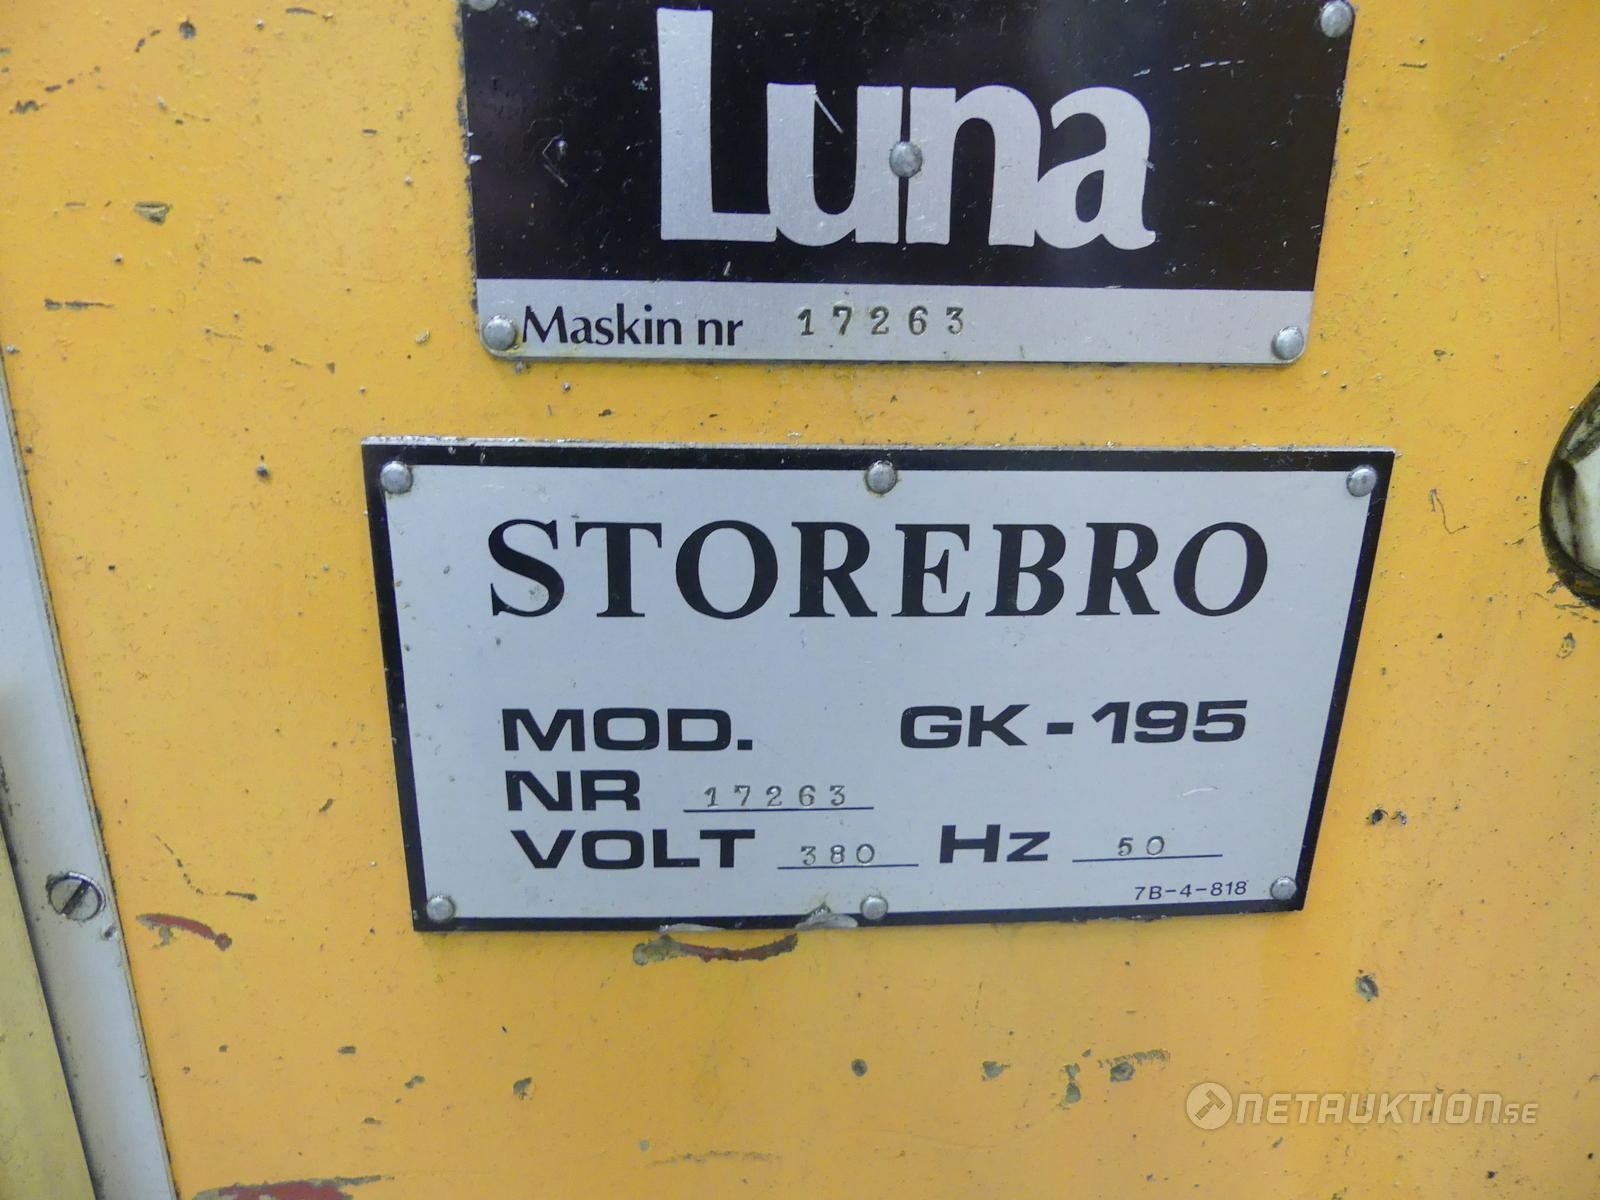 Luna
Maskin nr 17263
STOREBRO
MOD. GK-195
NR 17263
VOLT 380 Hz 50
7B-4-818
NETAUKTION.SE